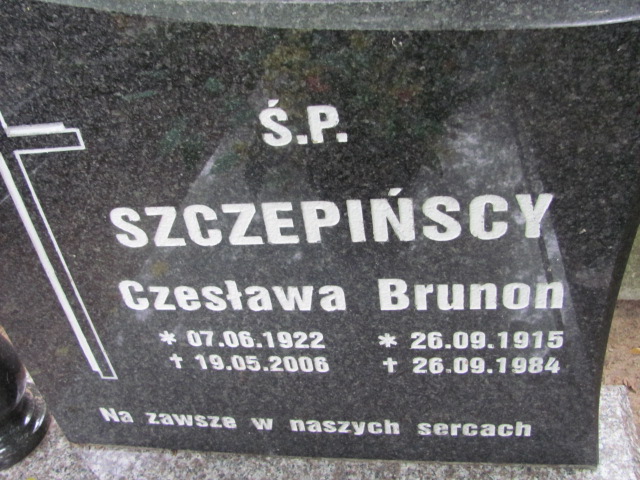 Ś.P.
SZCZEPIŃSCY
Czesława Brunon
* 07.06.1922 * 26.09.1915
† 19.05.2006 † 26.09.1984
Na zawsze w naszych sercach